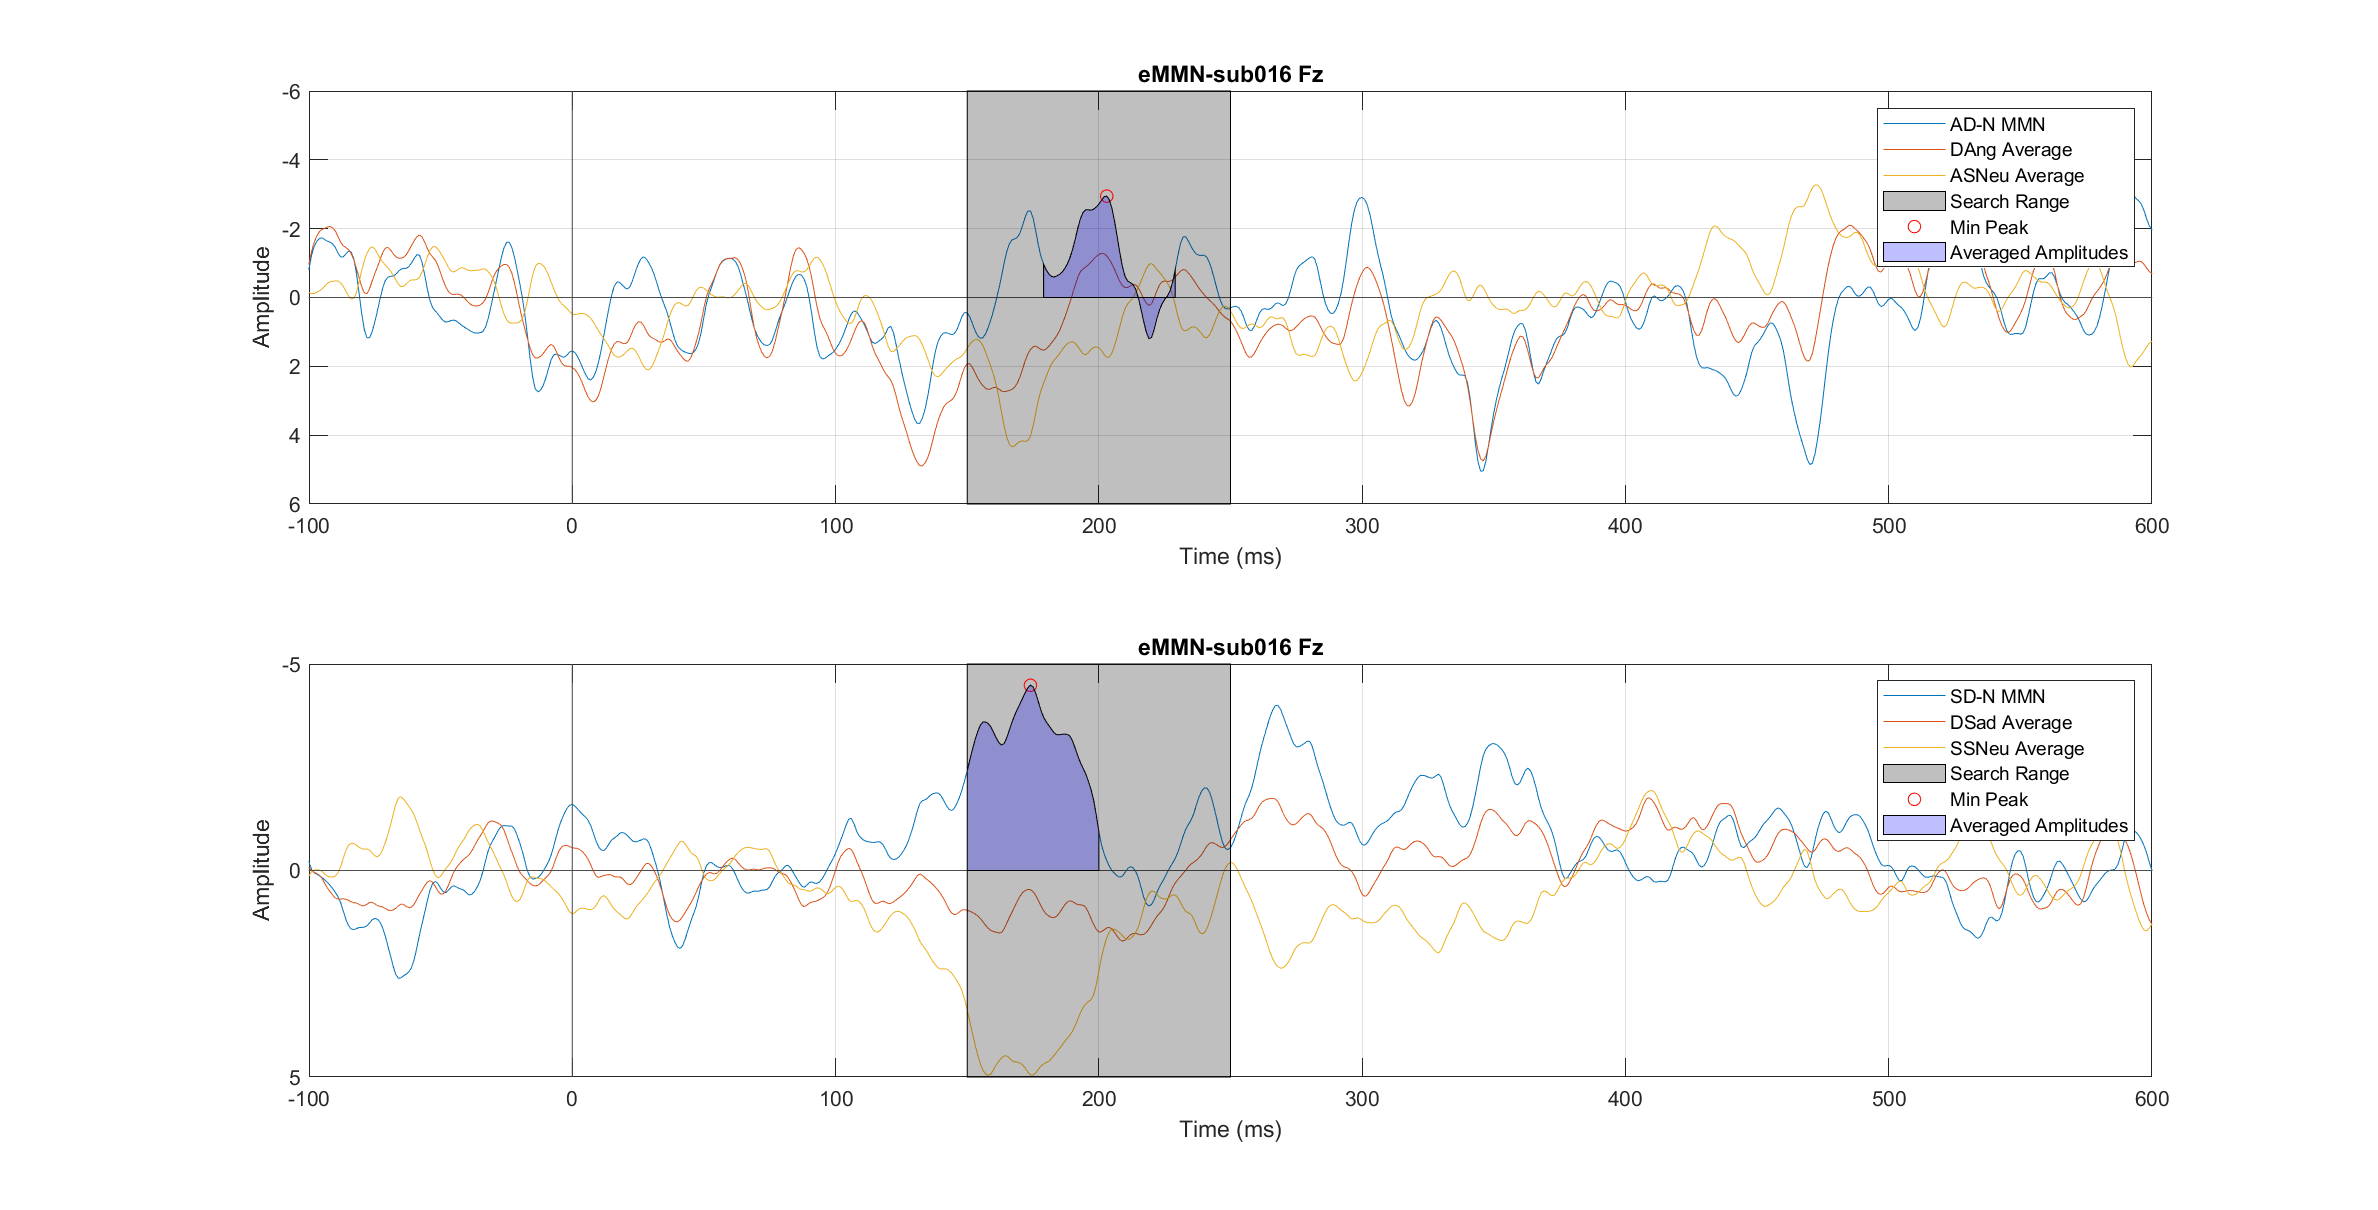 eMMN-sub016 Fz
-6
-4
-2
0
2
4
6
Amplitude
-100 0 100 200 300 400 500 600
Time (ms)
AD-N MMN
DAng Average
ASNeu Average
Search Range
Min Peak
Averaged Amplitudes
eMMN-sub016 Fz
-5
0
5
Amplitude
-100 0 100 200 300 400 500 600
Time (ms)
SD-N MMN
DSad Average
SSNeu Average
Search Range
Min Peak
Averaged Amplitudes